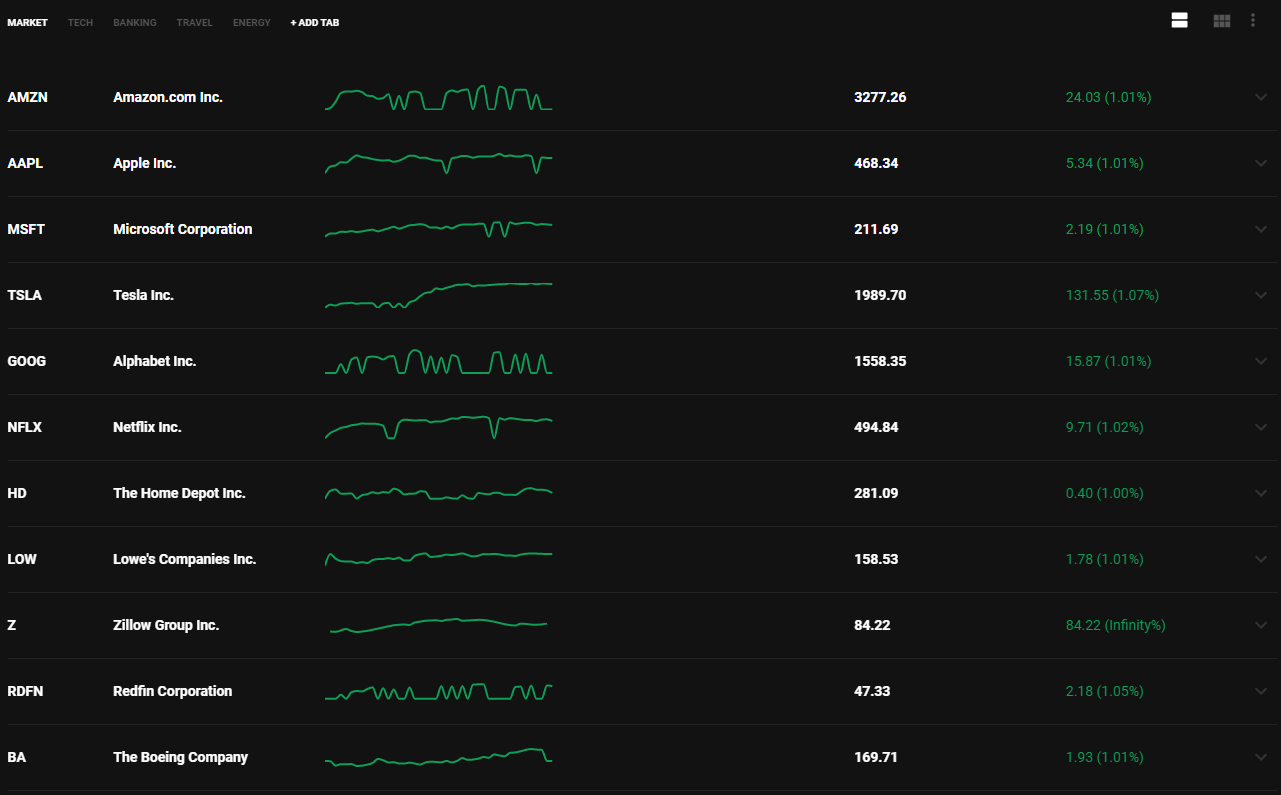 MARKET TECH BANKING TRAVEL ENERGY + ADD TAB
AMZN Amazon.com Inc. 3277.26 24.03 (1.01%)
AAPL Apple Inc. 468.34 5.34 (1.01%)
MSFT Microsoft Corporation 211.69 2.19 (1.01%)
TSLA Tesla Inc. 1989.70 131.55 (1.07%)
GOOG Alphabet Inc. 1558.35 15.87 (1.01%)
NFLX Netflix Inc. 494.84 9.71 (1.02%)
HD The Home Depot Inc. 281.09 0.40 (1.00%)
LOW Lowe's Companies Inc. 158.53 1.78 (1.01%)
Z Zillow Group Inc. 84.22 84.22 (Infinity%)
RDFN Redfin Corporation 47.33 2.18 (1.05%)
BA The Boeing Company 169.71 1.93 (1.01%)